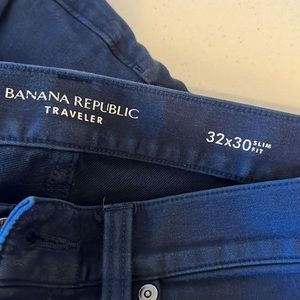 BANANA REPUBLIC
TRAVELER
32x30 SLIM
FIT